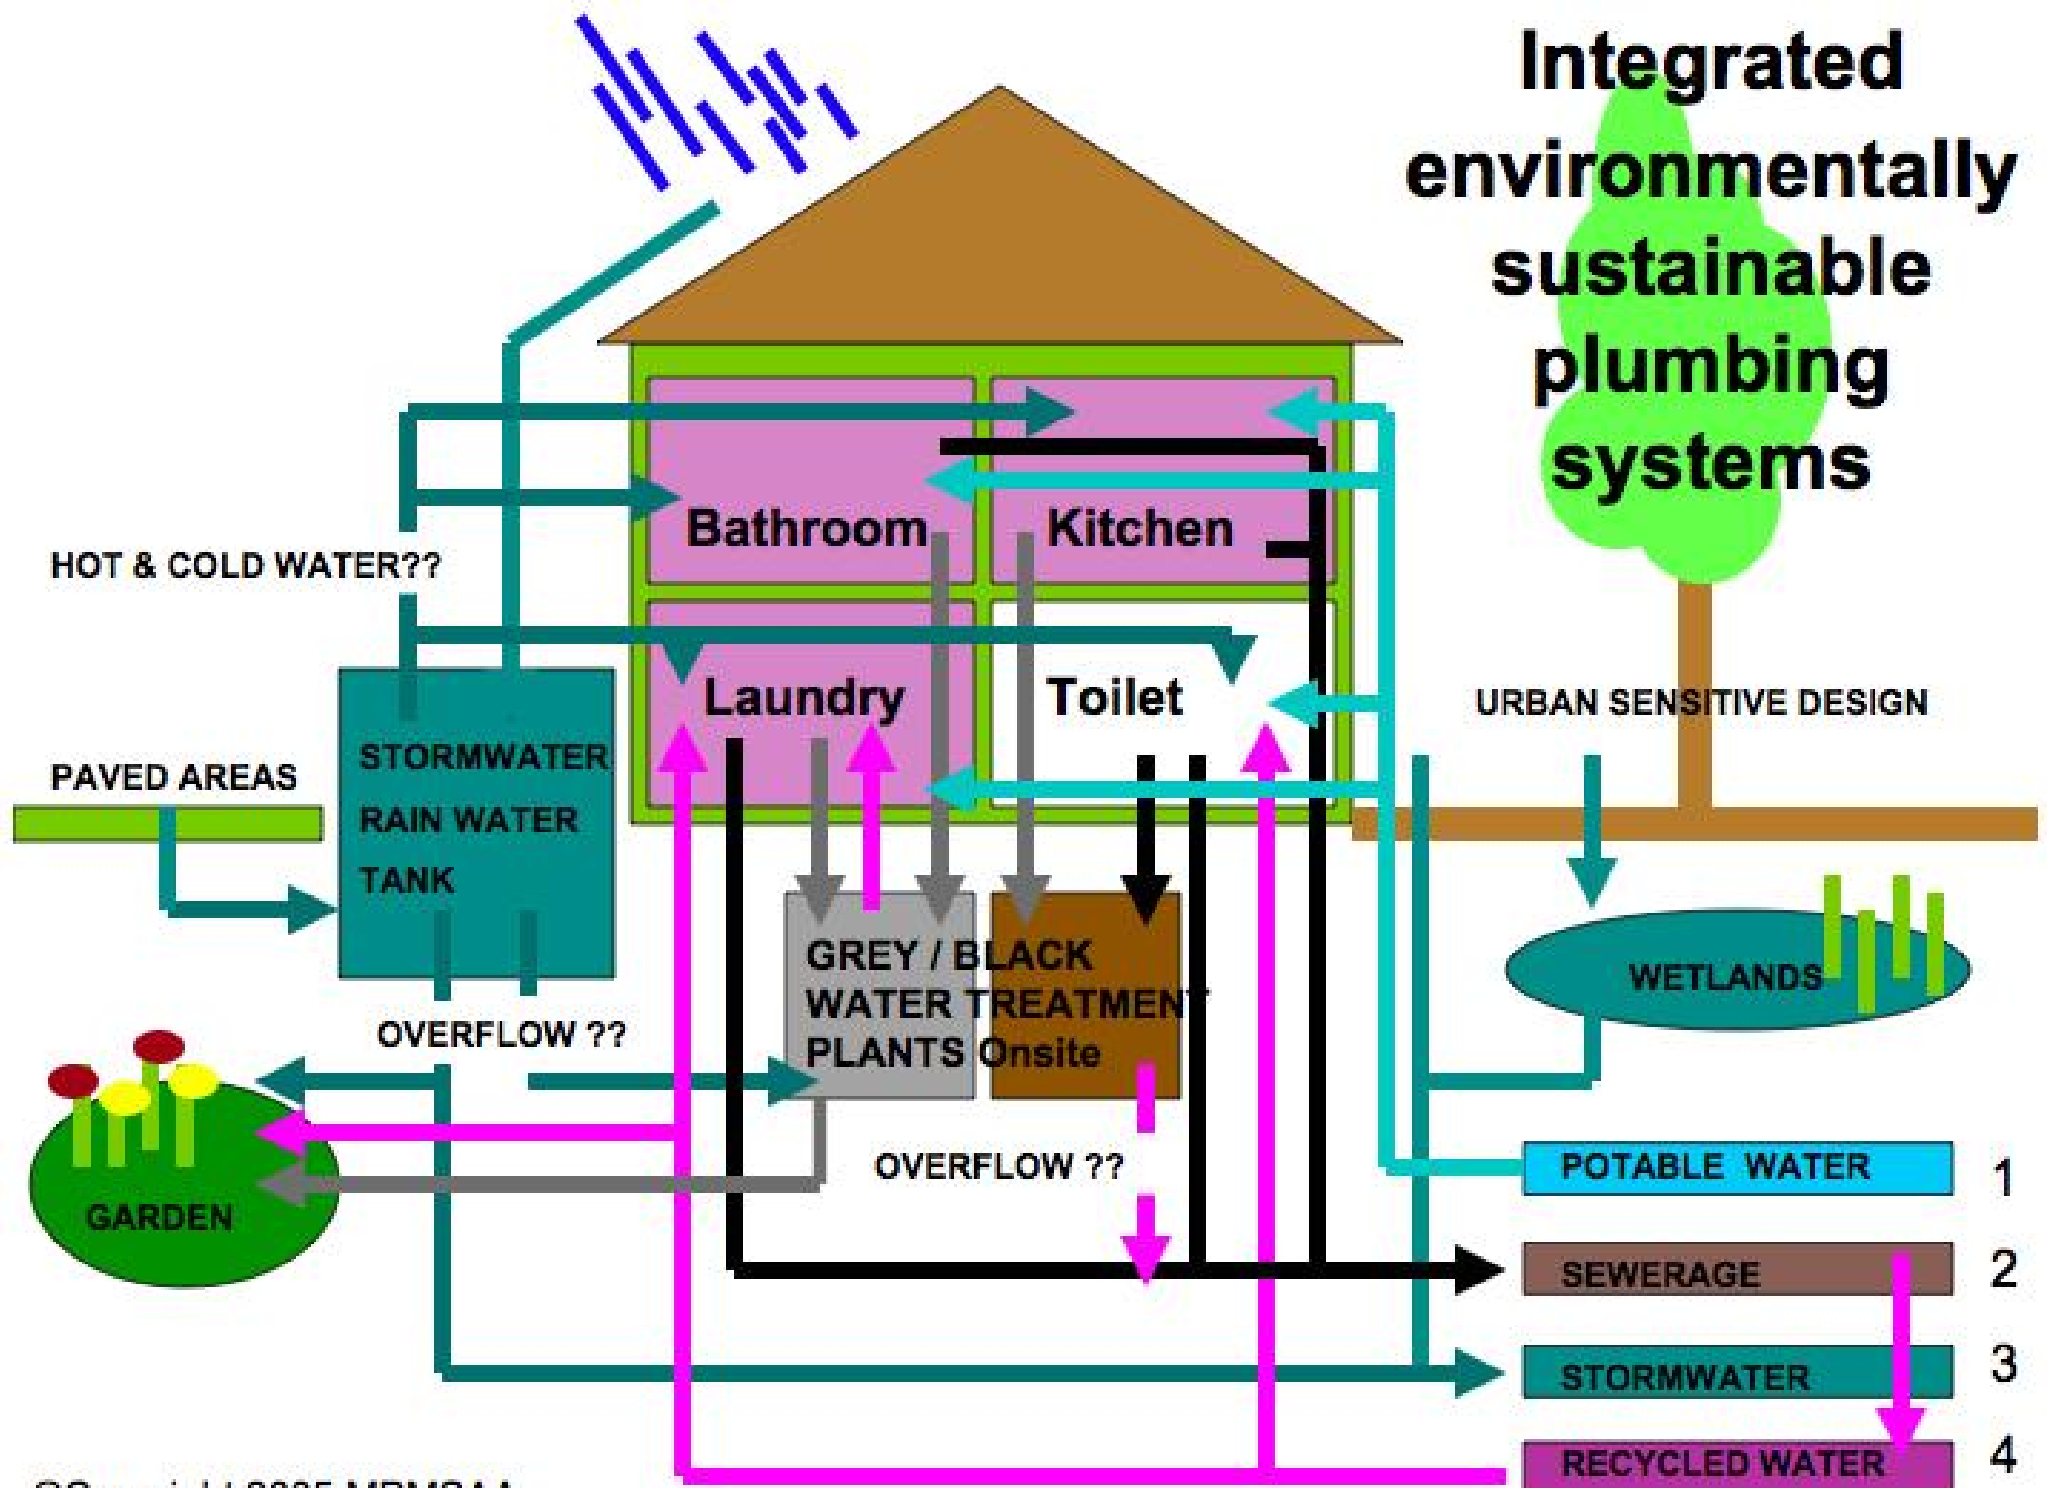 Integrated
environmentally
sustainable
plumbing
systems
Bathroom
Kitchen
HOT & COLD WATER??
Laundry
Toilet
URBAN SENSITIVE DESIGN
PAVED AREAS
STORMWATER
RAIN WATER
TANK
GREY / BLACK
WATER TREATMENT
PLANTS Onsite
WETLANDS
OVERFLOW ??
OVERFLOW ??
GARDEN
POTABLE WATER 1
SEWERAGE 2
STORMWATER 3
RECYCLED WATER 4